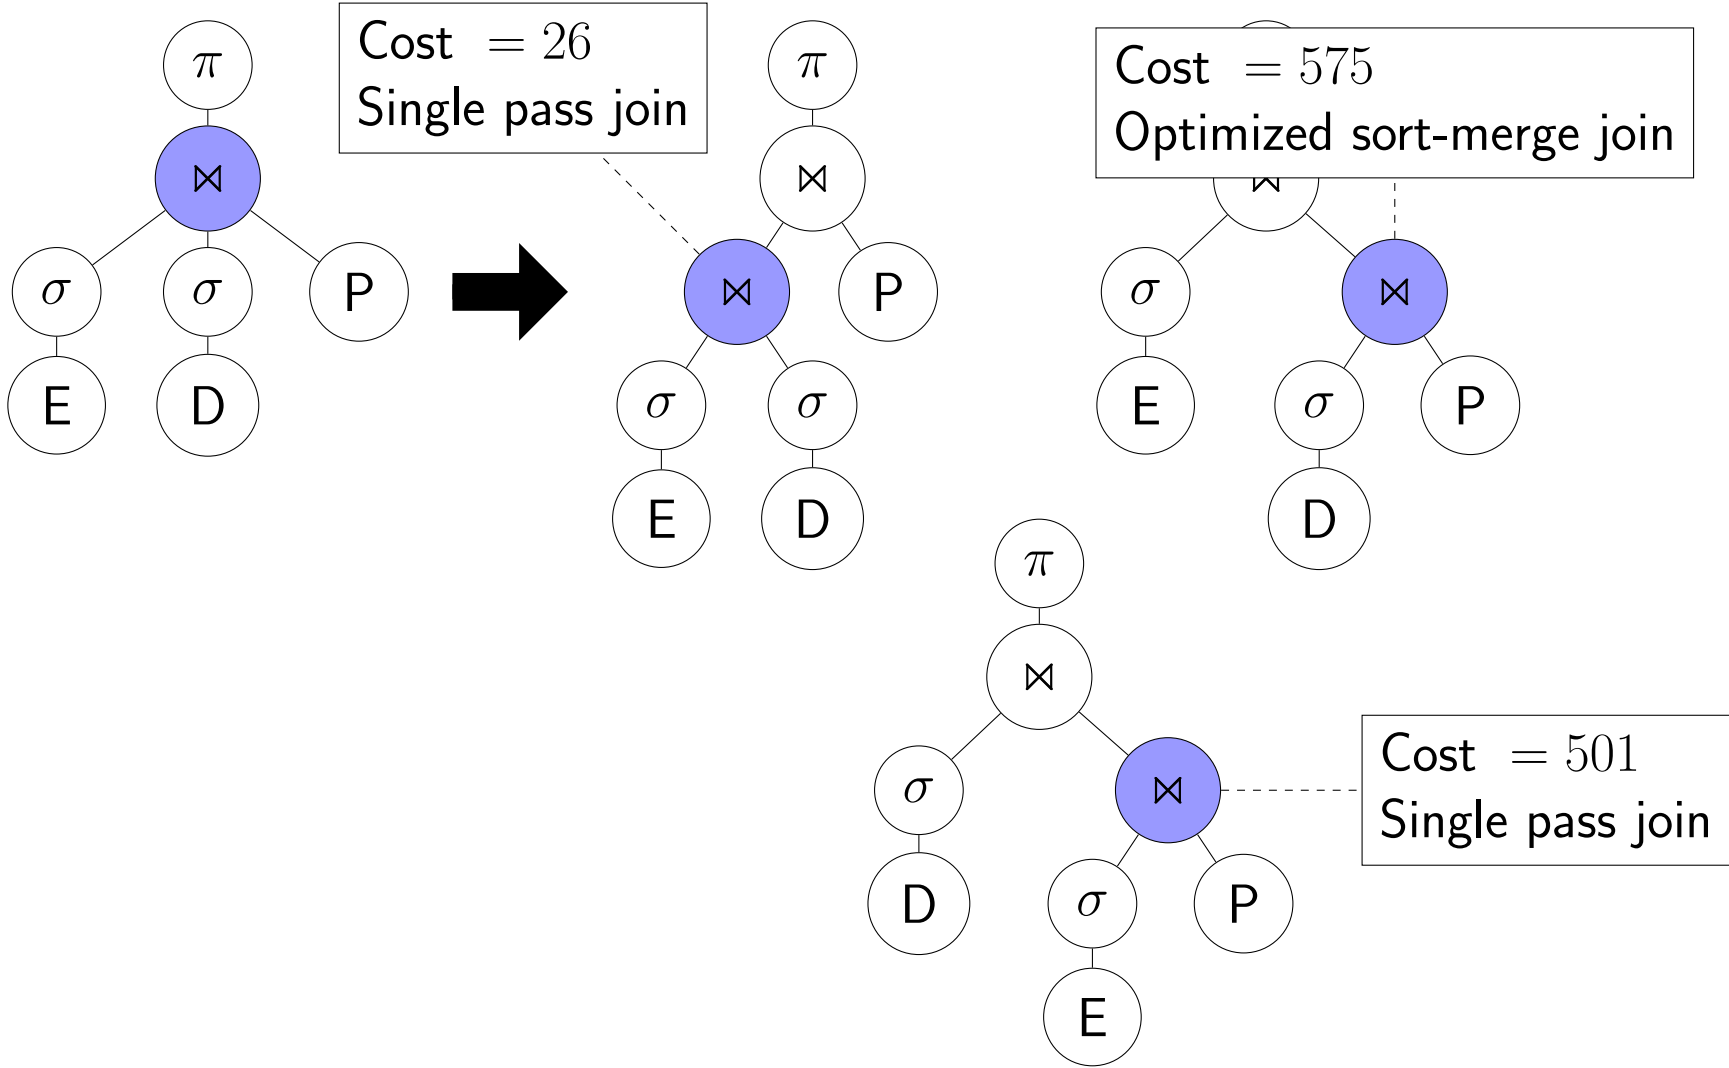 π
⋈
σ σ P
E D
Cost = 26
Single pass join
π
⋈
⋈ P
σ σ
E D
Cost = 575
Optimized sort-merge join
⋈
σ ⋈
E σ P
D
π
⋈
σ ⋈
D σ P
E
Cost = 501
Single pass join